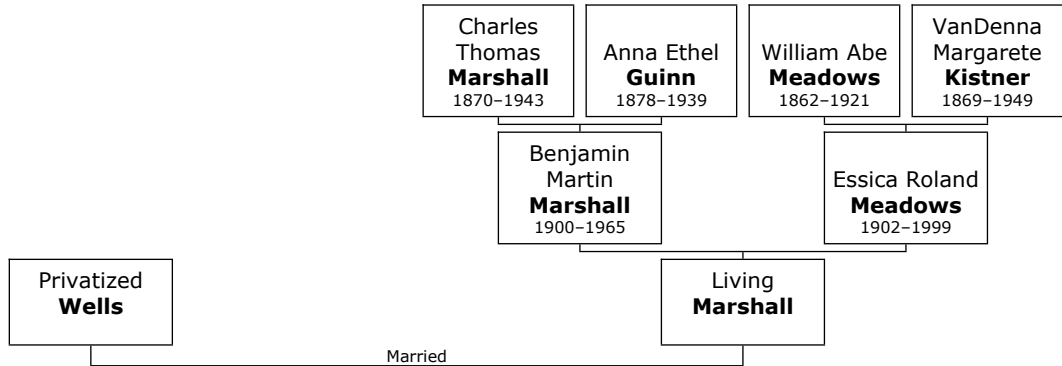 Charles
Thomas
Marshall
1870–1943
Anna Ethel
Guinn
1878–1939
William Abe
Meadows
1862–1921
VanDenna
Margarete
Kistner
1869–1949
Benjamin
Martin
Marshall
1900–1965
Essica Roland
Meadows
1902–1999
Privatized
Wells
Living
Marshall
Married